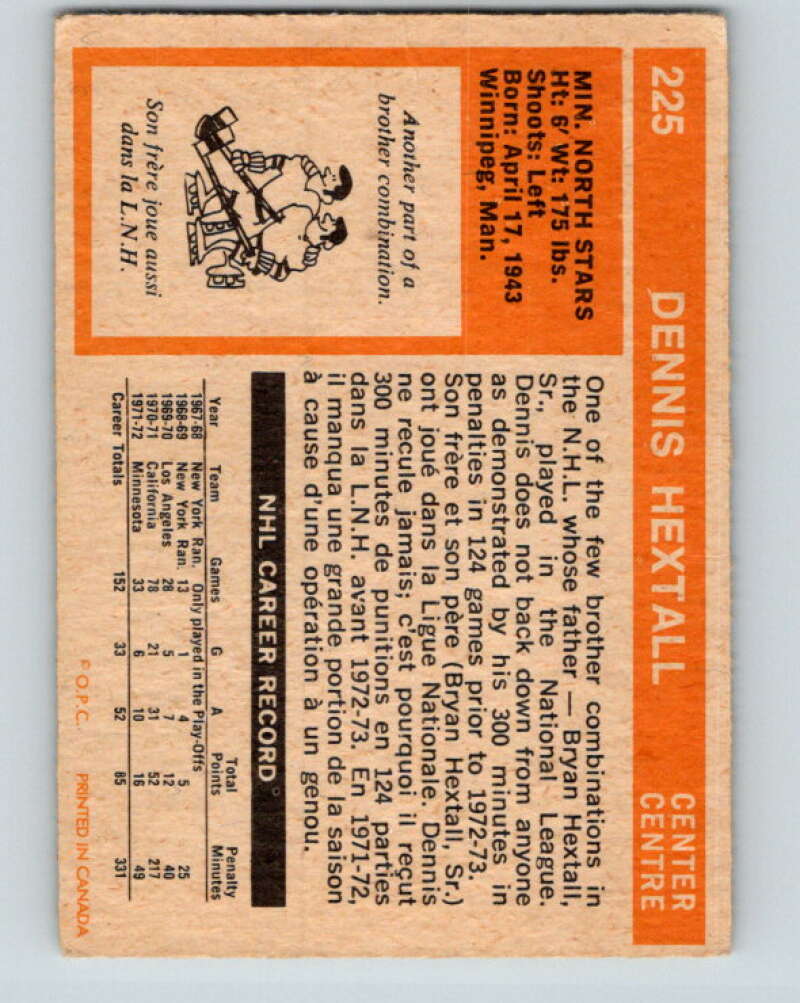 225 DENNIS HEXTALL CENTER
CENTRE
MIN. NORTH STARS
Ht: 6' Wt: 175 lbs.
Shoots: Left
Born: April 17, 1943
Winnipeg, Man.
Another part of a
brother combination.
Son frère joue aussi
dans la L.N.H.
One of the few brother combinations in
the N.H.L. whose father — Bryan Hextall,
Sr., played in the National League.
Dennis does not back down from anyone
as demonstrated by his 300 minutes in
penalties in 124 games prior to 1972-73.
Son frère et son père (Bryan Hextall, Sr.)
ont joué dans la Ligue Nationale. Dennis
ne recule jamais; c'est pourquoi il reçut
300 minutes de punitions en 124 parties
dans la L.N.H. avant 1972-73. En 1971-72,
il manqua une grande portion de la saison
à cause d'une opération à un genou.
NHL CAREER RECORD
Year Team Games G A Total Points Penalty Minutes
1967-68 New York Ran. Only played in the Play-Offs
1968-69 New York Ran. 13 1 4 5 25
1969-70 Los Angeles 28 5 7 12 40
1970-71 California 78 21 31 52 217
1971-72 Minnesota 33 6 10 16 49
Career Totals 152 33 52 85 331
© O.P.C. PRINTED IN CANADA